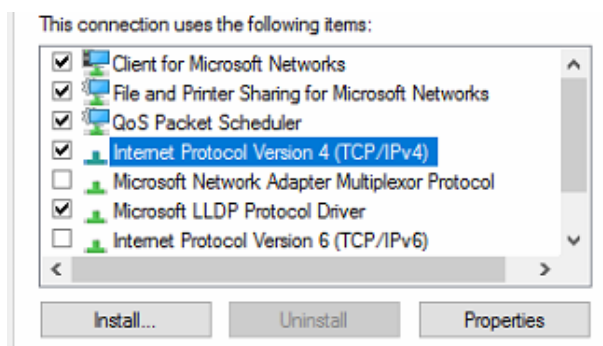 This connection uses the following items:
Client for Microsoft Networks
File and Printer Sharing for Microsoft Networks
QoS Packet Scheduler
Internet Protocol Version 4 (TCP/IPv4)
Microsoft Network Adapter Multiplexor Protocol
Microsoft LLDP Protocol Driver
Internet Protocol Version 6 (TCP/IPv6)
Install... Uninstall Properties